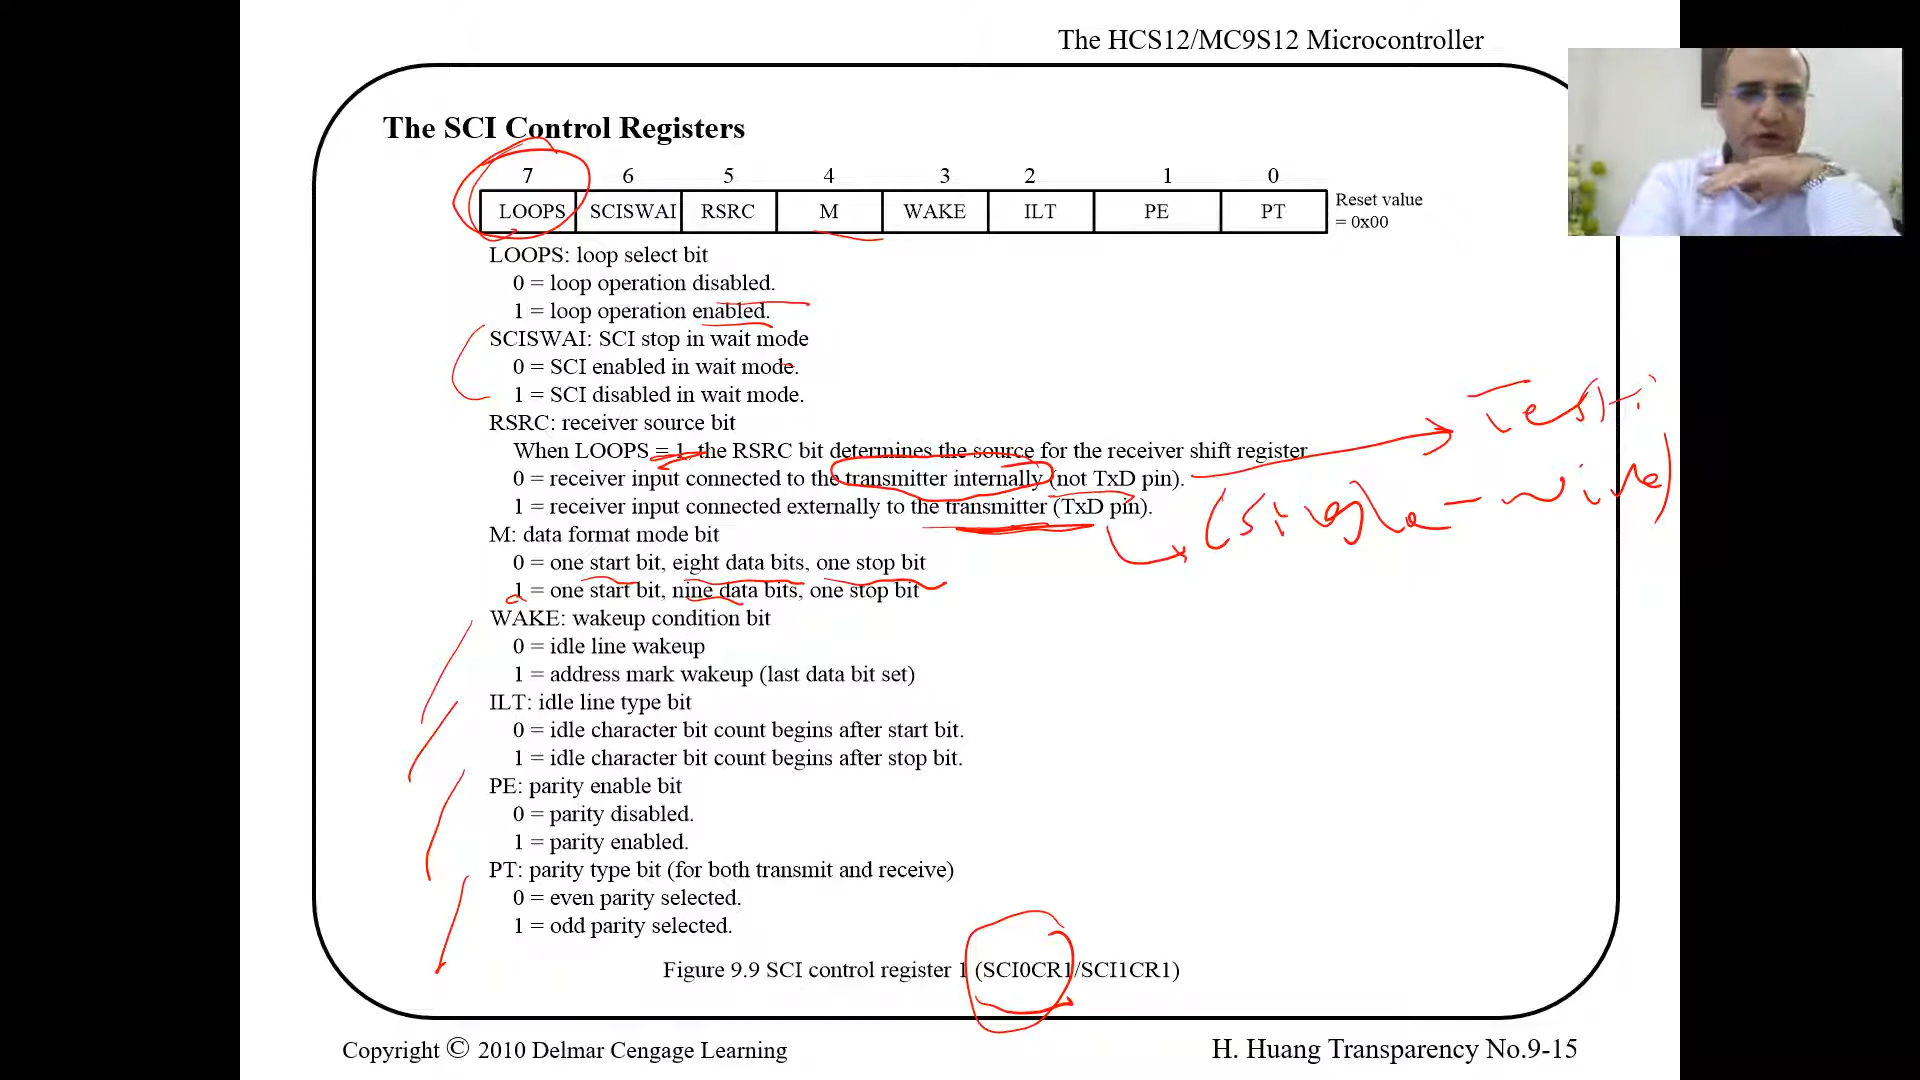 The HCS12/MC9S12 Microcontroller
The SCI Control Registers
7 6 5 4 3 2 1 0
LOOPS SCISWAI RSRC M WAKE ILT PE PT
Reset value
= 0x00
LOOPS: loop select bit
0 = loop operation disabled.
1 = loop operation enabled.
SCISWAI: SCI stop in wait mode
0 = SCI enabled in wait mode.
1 = SCI disabled in wait mode.
RSRC: receiver source bit
When LOOPS = 1, the RSRC bit determines the source for the receiver shift register
0 = receiver input connected to the transmitter internally (not TxD pin).
1 = receiver input connected externally to the transmitter (TxD pin).
(single-wire)
M: data format mode bit
0 = one start bit, eight data bits, one stop bit
1 = one start bit, nine data bits, one stop bit
WAKE: wakeup condition bit
0 = idle line wakeup
1 = address mark wakeup (last data bit set)
ILT: idle line type bit
0 = idle character bit count begins after start bit.
1 = idle character bit count begins after stop bit.
PE: parity enable bit
0 = parity disabled.
1 = parity enabled.
PT: parity type bit (for both transmit and receive)
0 = even parity selected.
1 = odd parity selected.
Figure 9.9 SCI control register 1 (SCI0CR1/SCI1CR1)
Copyright © 2010 Delmar Cengage Learning
H. Huang Transparency No.9-15